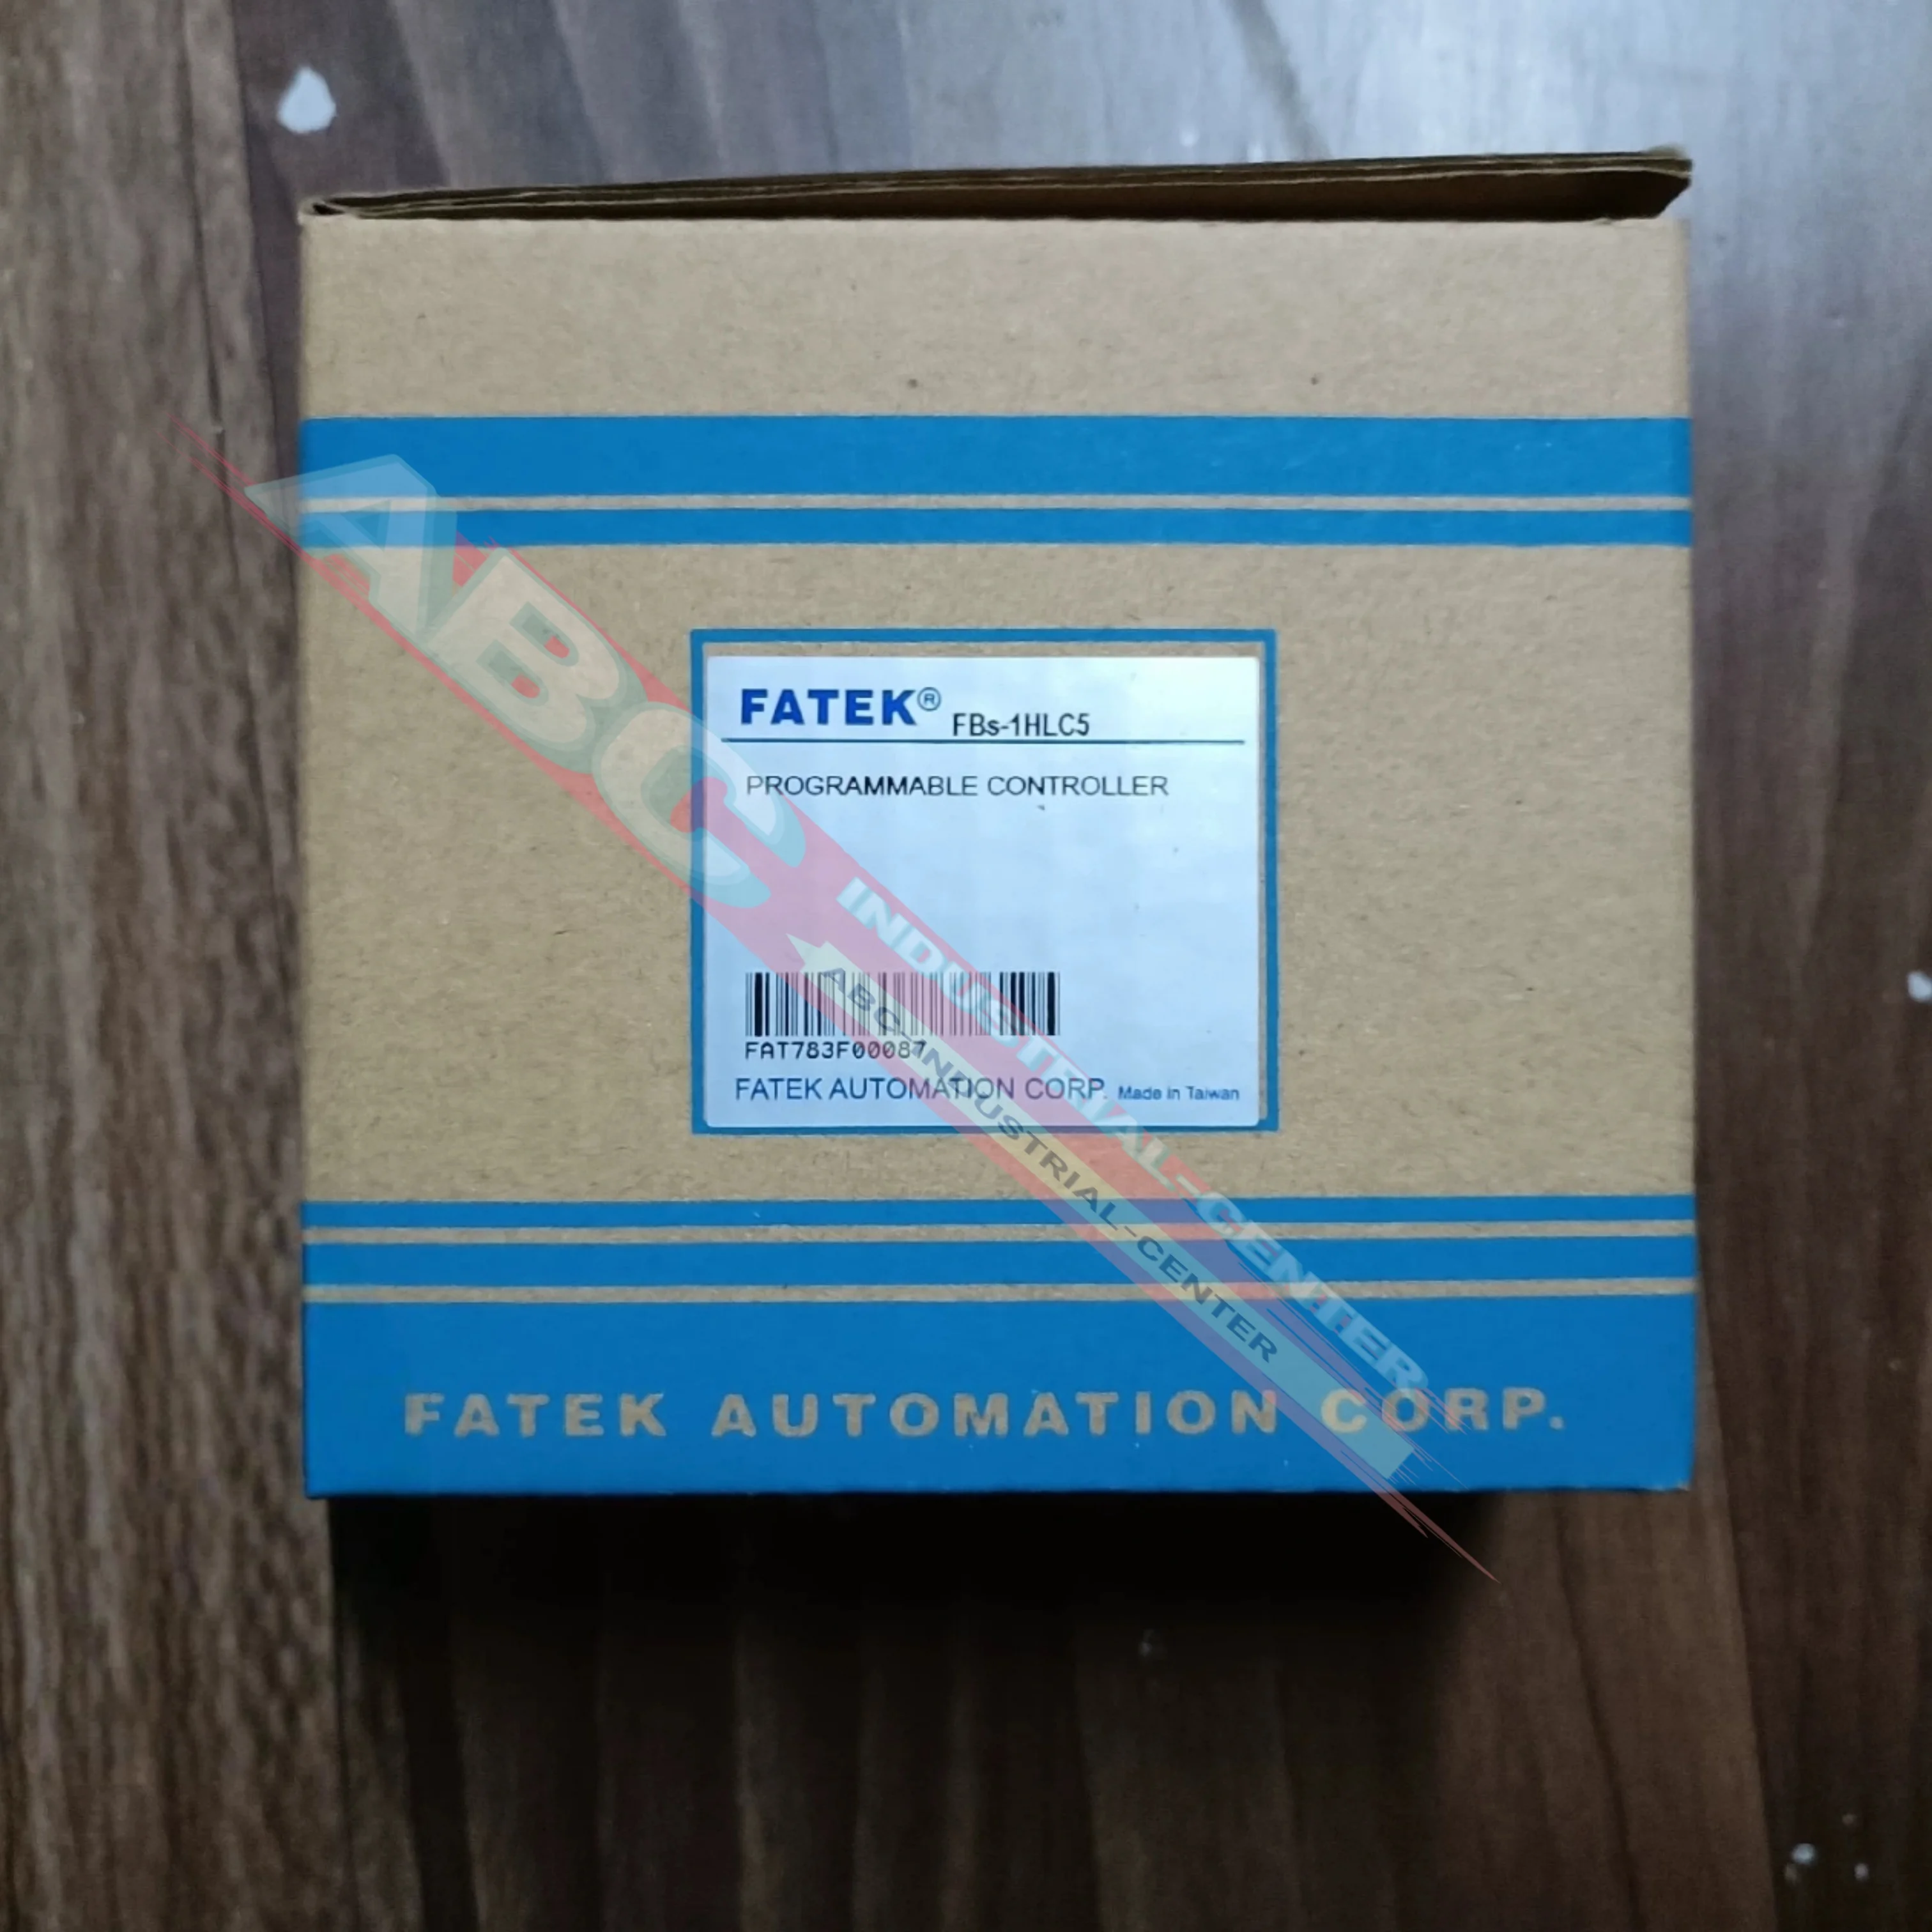 FATEK® FBs-1HLC5
PROGRAMMABLE CONTROLLER
FAT783F00087
FATEK AUTOMATION CORP. Made in Taiwan
FATEK AUTOMATION CORP.
ABC INDUSTRIAL-CENTER
ABC-INDUSTRIAL-CENTER